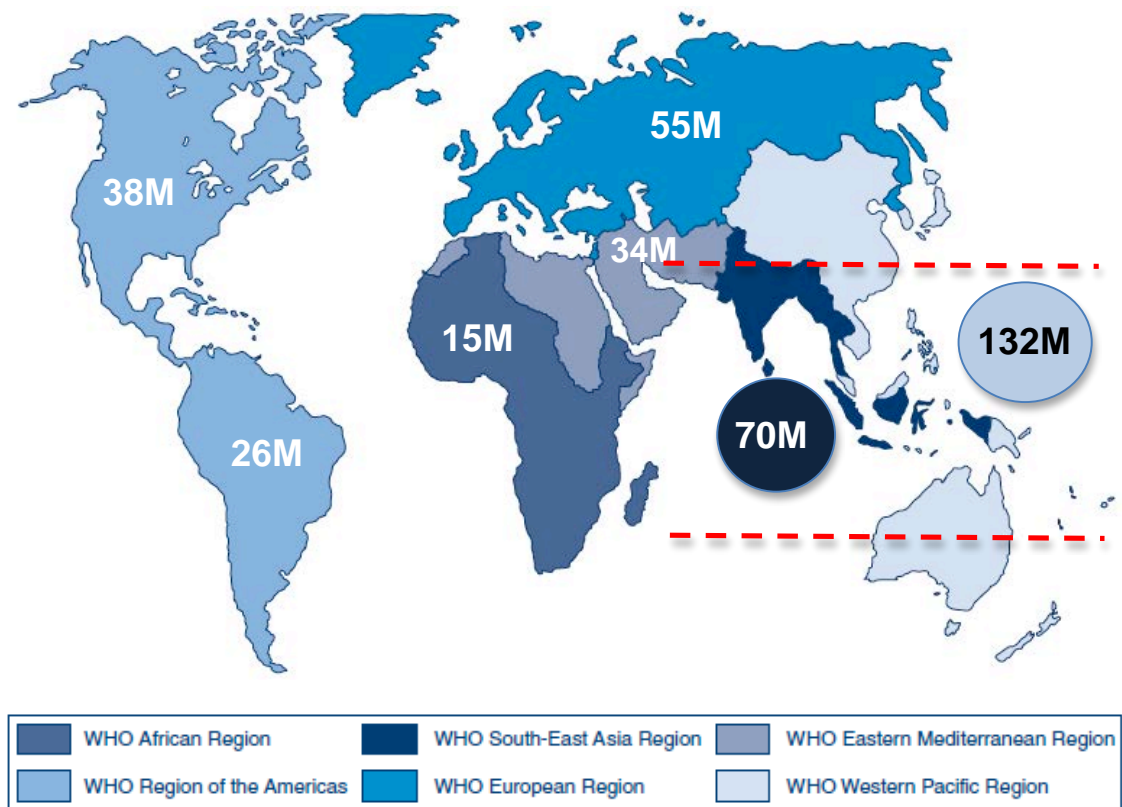 55M
38M
34M
132M
15M
70M
26M
WHO African Region
WHO South-East Asia Region
WHO Eastern Mediterranean Region
WHO Region of the Americas
WHO European Region
WHO Western Pacific Region